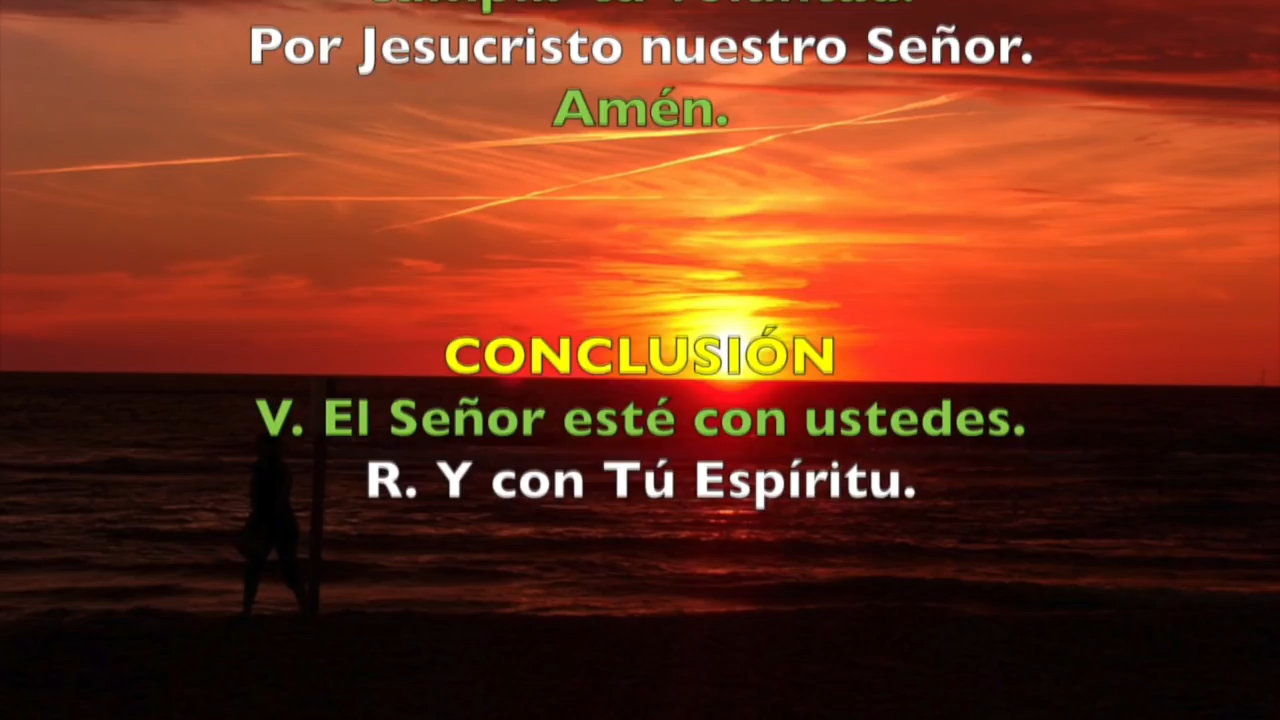 Por Jesucristo nuestro Señor.
Amén.
CONCLUSIÓN
V. El Señor esté con ustedes.
R. Y con Tú Espíritu.